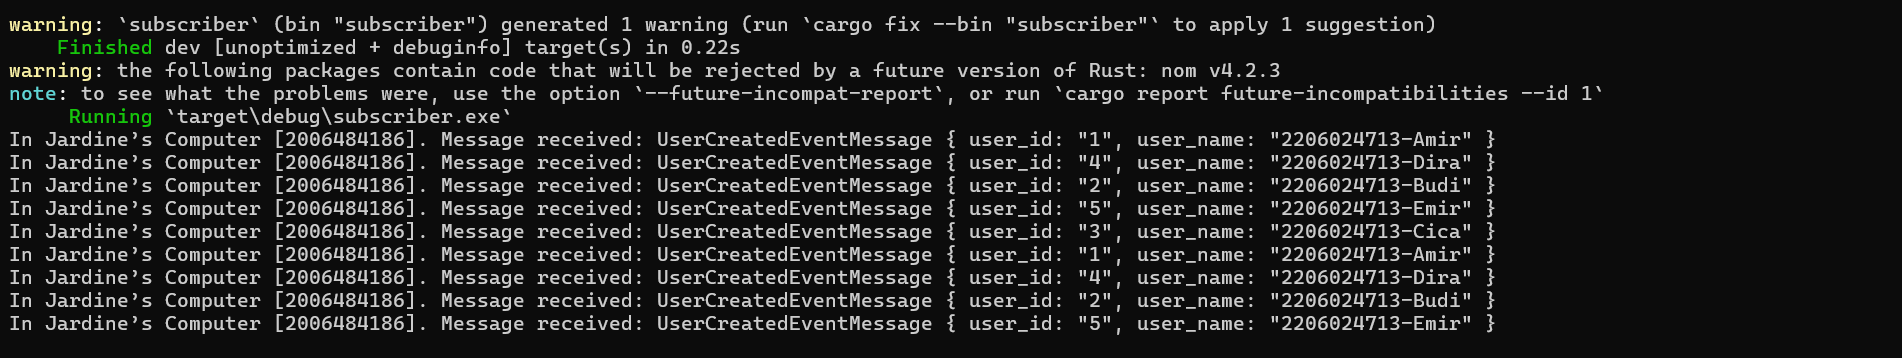 warning: `subscriber` (bin "subscriber") generated 1 warning (run `cargo fix --bin "subscriber"` to apply 1 suggestion)
    Finished dev [unoptimized + debuginfo] target(s) in 0.22s
warning: the following packages contain code that will be rejected by a future version of Rust: nom v4.2.3
note: to see what the problems were, use the option `--future-incompat-report`, or run `cargo report future-incompatibilities --id 1`
     Running `target\debug\subscriber.exe`
In Jardine’s Computer [2006484186]. Message received: UserCreatedEventMessage { user_id: "1", user_name: "2206024713-Amir" }
In Jardine’s Computer [2006484186]. Message received: UserCreatedEventMessage { user_id: "4", user_name: "2206024713-Dira" }
In Jardine’s Computer [2006484186]. Message received: UserCreatedEventMessage { user_id: "2", user_name: "2206024713-Budi" }
In Jardine’s Computer [2006484186]. Message received: UserCreatedEventMessage { user_id: "5", user_name: "2206024713-Emir" }
In Jardine’s Computer [2006484186]. Message received: UserCreatedEventMessage { user_id: "3", user_name: "2206024713-Cica" }
In Jardine’s Computer [2006484186]. Message received: UserCreatedEventMessage { user_id: "1", user_name: "2206024713-Amir" }
In Jardine’s Computer [2006484186]. Message received: UserCreatedEventMessage { user_id: "4", user_name: "2206024713-Dira" }
In Jardine’s Computer [2006484186]. Message received: UserCreatedEventMessage { user_id: "2", user_name: "2206024713-Budi" }
In Jardine’s Computer [2006484186]. Message received: UserCreatedEventMessage { user_id: "5", user_name: "2206024713-Emir" }